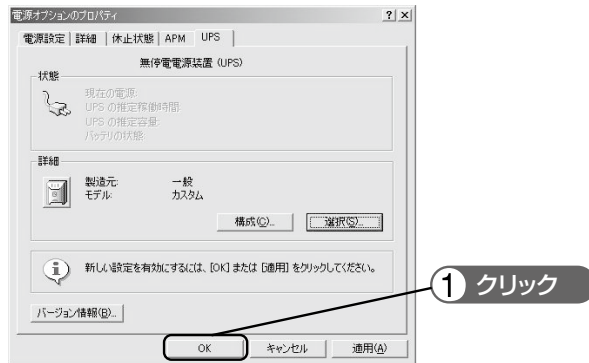 電源オプションのプロパティ
電源設定 詳細 休止状態 APM UPS
無停電電源装置 (UPS)
状態
現在の電源:
UPS の推定稼働時間:
UPS の推定容量:
バッテリの状態:
詳細
製造元: 一般
モデル: カスタム
構成(C)... 選択(S)...
新しい設定を有効にするには、[OK] または [適用] をクリックしてください。
バージョン情報(B)...
1 クリック
OK キャンセル 適用(A)